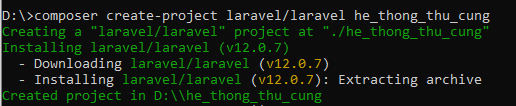 D:\>composer create-project laravel/laravel he_thong_thu_cung
Creating a "laravel/laravel" project at "./he_thong_thu_cung"
Installing laravel/laravel (v12.0.7)
  - Downloading laravel/laravel (v12.0.7)
  - Installing laravel/laravel (v12.0.7): Extracting archive
Created project in D:\\he_thong_thu_cung